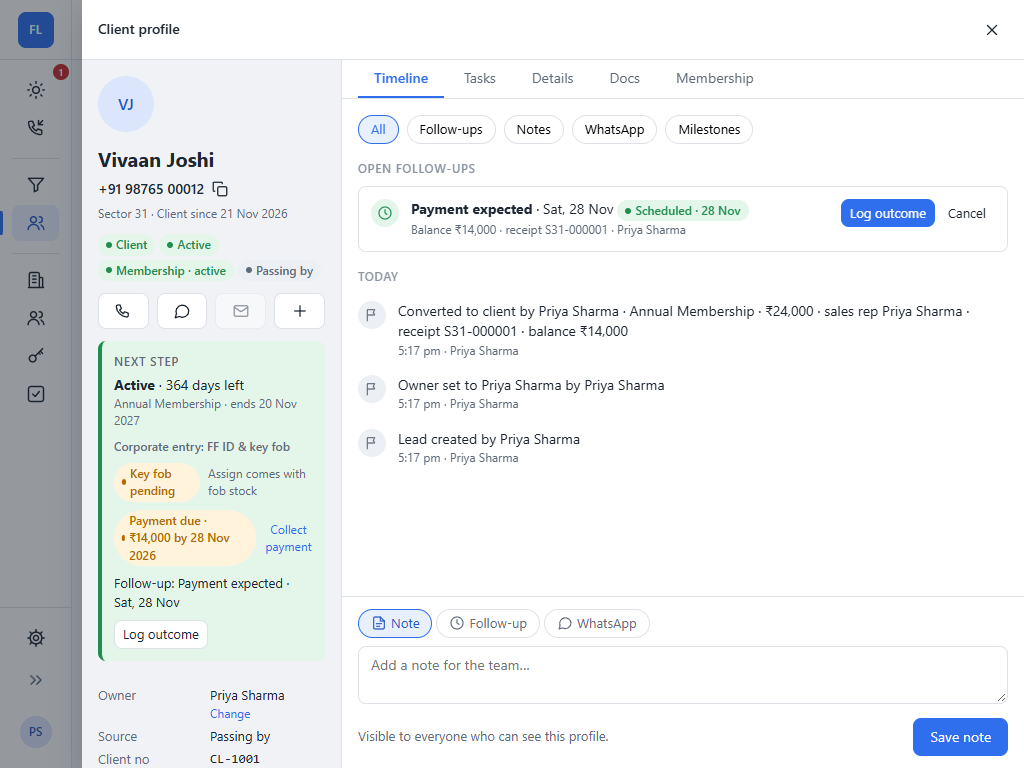 FL
1
PS
Client profile
VJ
Vivaan Joshi
+91 98765 00012
Sector 31 · Client since 21 Nov 2026
Client
Active
Membership · active
Passing by
NEXT STEP
Active · 364 days left
Annual Membership · ends 20 Nov
2027
Corporate entry: FF ID & key fob
Key fob
pending
Assign comes with
fob stock
Payment due ·
₹14,000 by 28 Nov
2026
Collect
payment
Follow-up: Payment expected ·
Sat, 28 Nov
Log outcome
Owner
Priya Sharma
Change
Source
Passing by
Client no
CL-1001
Timeline
Tasks
Details
Docs
Membership
All
Follow-ups
Notes
WhatsApp
Milestones
OPEN FOLLOW-UPS
Payment expected · Sat, 28 Nov
Scheduled · 28 Nov
Balance ₹14,000 · receipt S31-000001 · Priya Sharma
Log outcome
Cancel
TODAY
Converted to client by Priya Sharma · Annual Membership · ₹24,000 · sales rep Priya Sharma ·
receipt S31-000001 · balance ₹14,000
5:17 pm · Priya Sharma
Owner set to Priya Sharma by Priya Sharma
5:17 pm · Priya Sharma
Lead created by Priya Sharma
5:17 pm · Priya Sharma
Note
Follow-up
WhatsApp
Add a note for the team...
Visible to everyone who can see this profile.
Save note